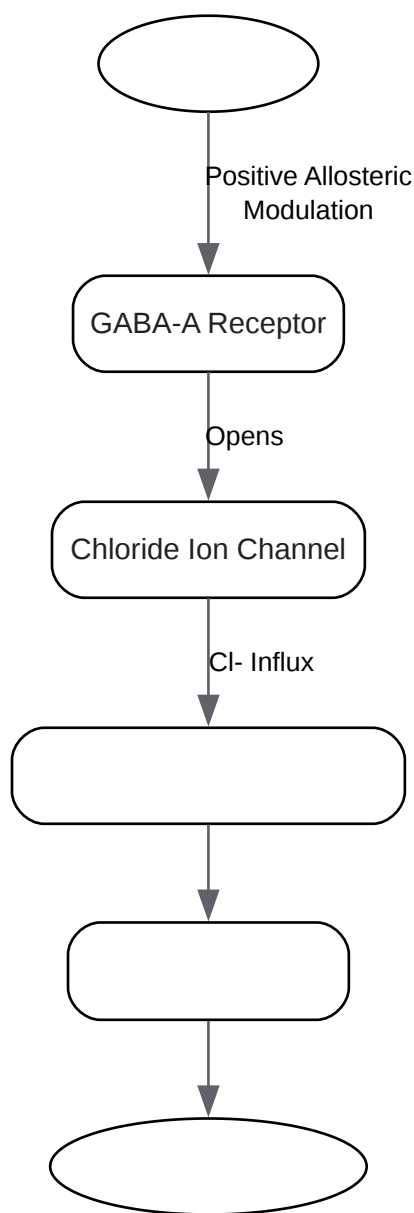 Positive Allosteric
Modulation
GABA-A Receptor
Opens
Chloride Ion Channel
Cl- Influx